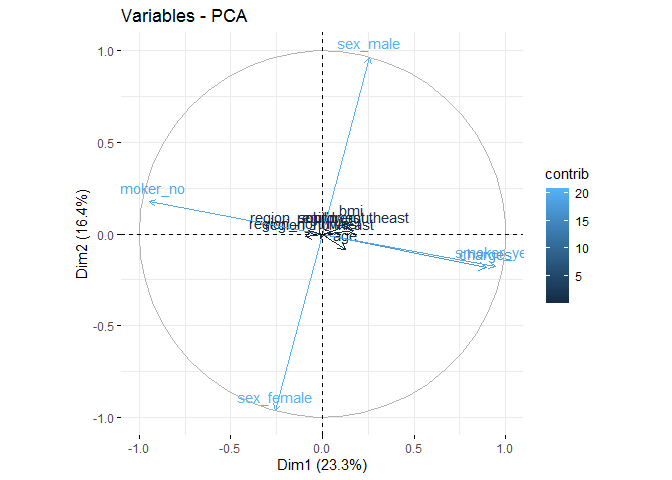 Variables - PCA
sex_male
1.0
0.5
moker_no
bmi
age
0.0
smoker_ye
charges
-0.5
sex_female
-1.0
-1.0
-0.5
0.0
0.5
1.0
Dim1 (23.3%)
Dim2 (16.4%)
contrib
20
15
10
5